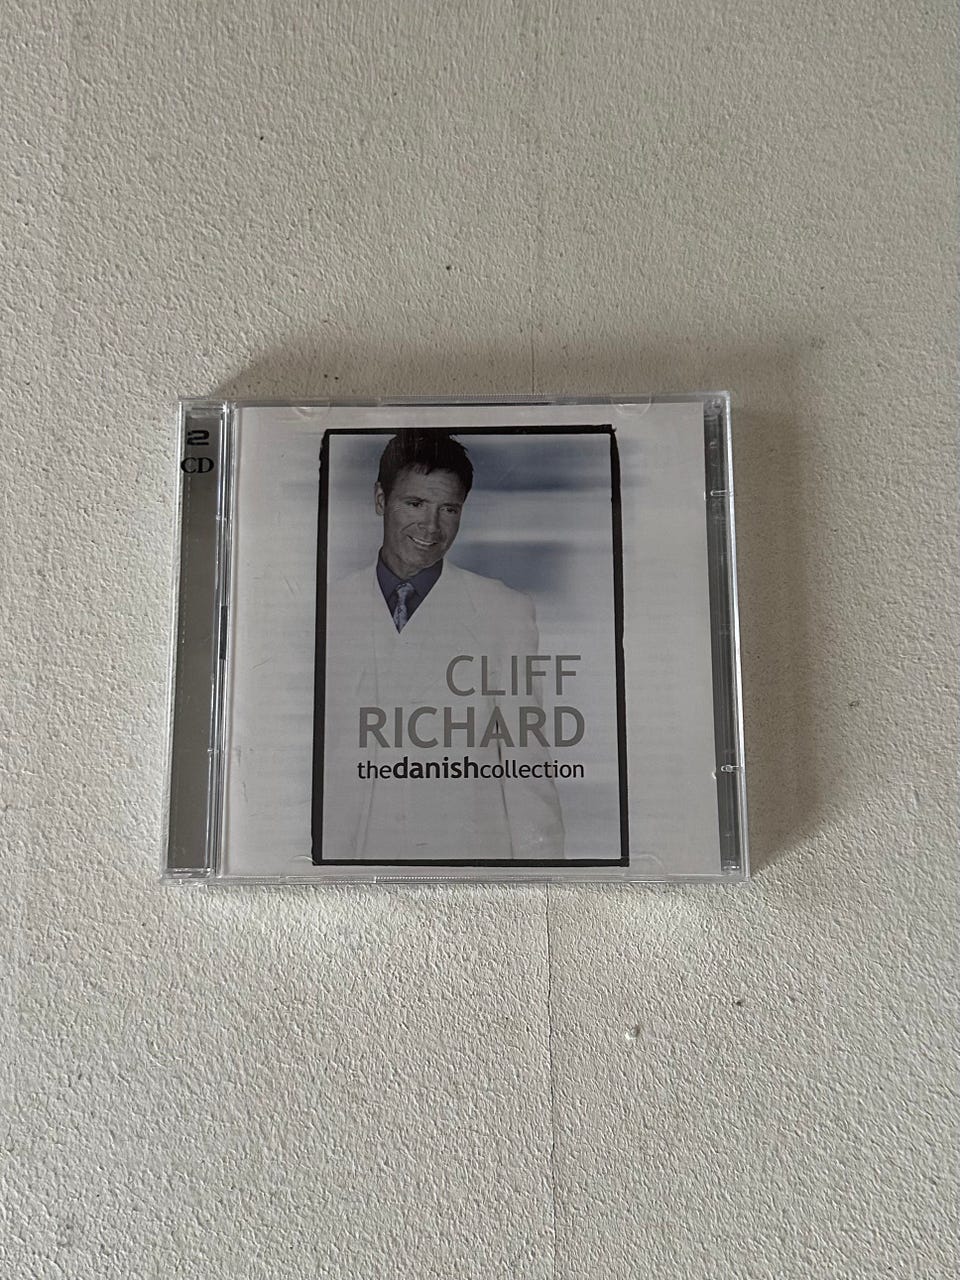 2
CD
CLIFF
RICHARD
thedanishcollection